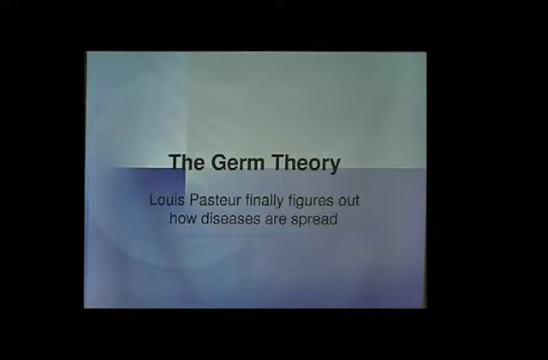 The Germ Theory
Louis Pasteur finally figures out
how diseases are spread